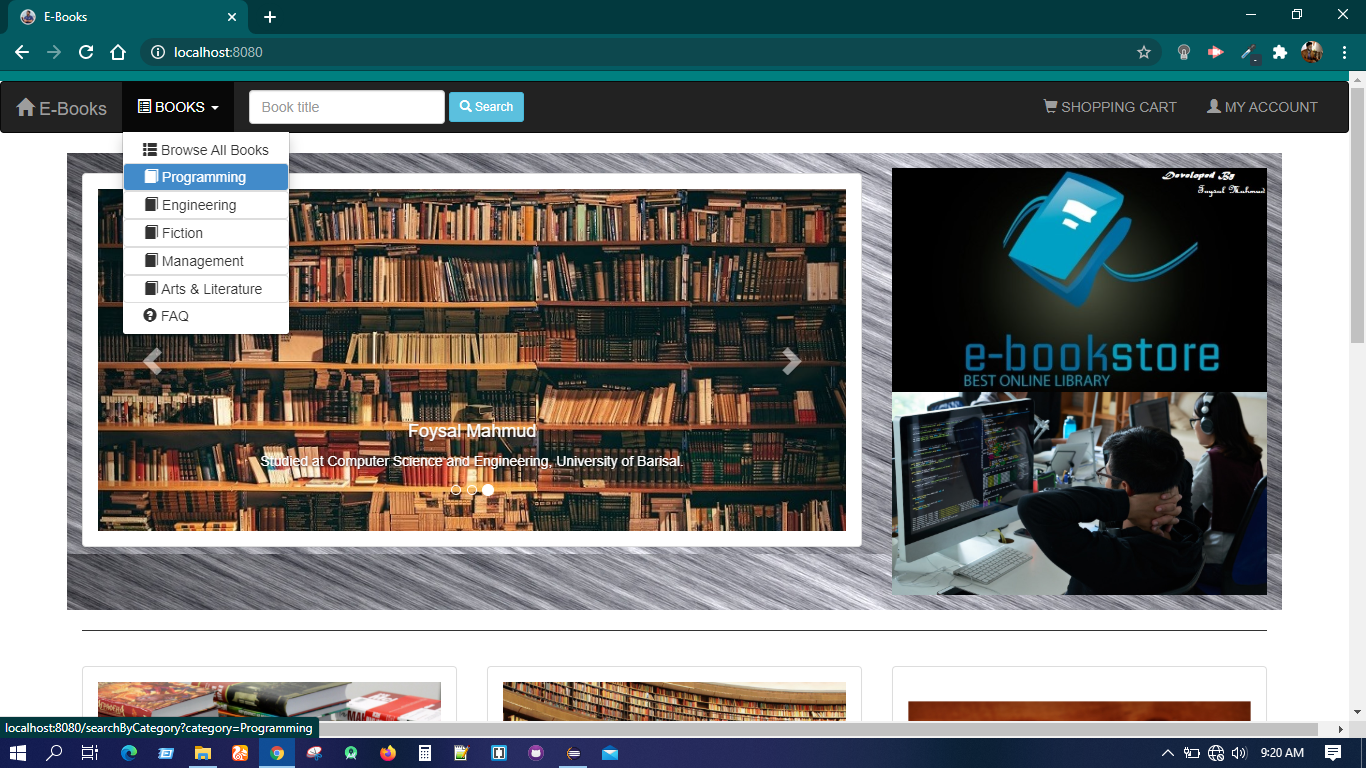 E-Books
localhost:8080
E-Books
BOOKS
Book title
Search
SHOPPING CART
MY ACCOUNT
Browse All Books
Programming
Engineering
Fiction
Management
Arts & Literature
FAQ
Foysal Mahmud
Studied at Computer Science and Engineering, University of Barisal.
Developed By
Foysal Mahmud
e-bookstore
BEST ONLINE LIBRARY
localhost:8080/searchByCategory?category=Programming
9:20 AM